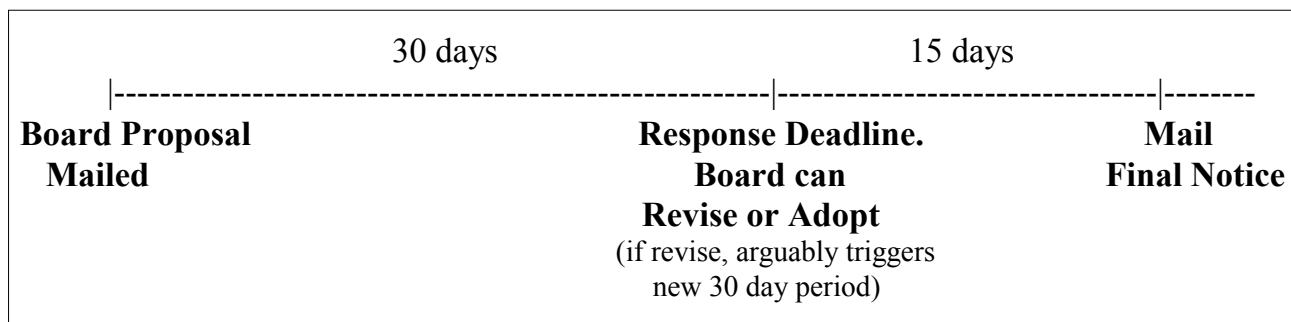 30 days 15 days
|---------------------------------------------------------|---------------------------------|--------
Board Proposal Response Deadline. Mail
Mailed Board can Final Notice
Revise or Adopt
(if revise, arguably triggers
new 30 day period)